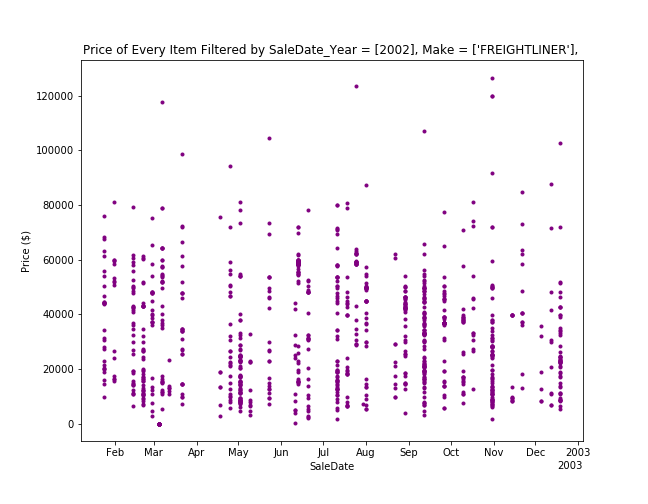 Price of Every Item Filtered by SaleDate_Year = [2002], Make = ['FREIGHTLINER'],
120000
100000
80000
60000
40000
20000
0
Price ($)
Feb Mar Apr May Jun Jul Aug Sep Oct Nov Dec 2003
2003
SaleDate